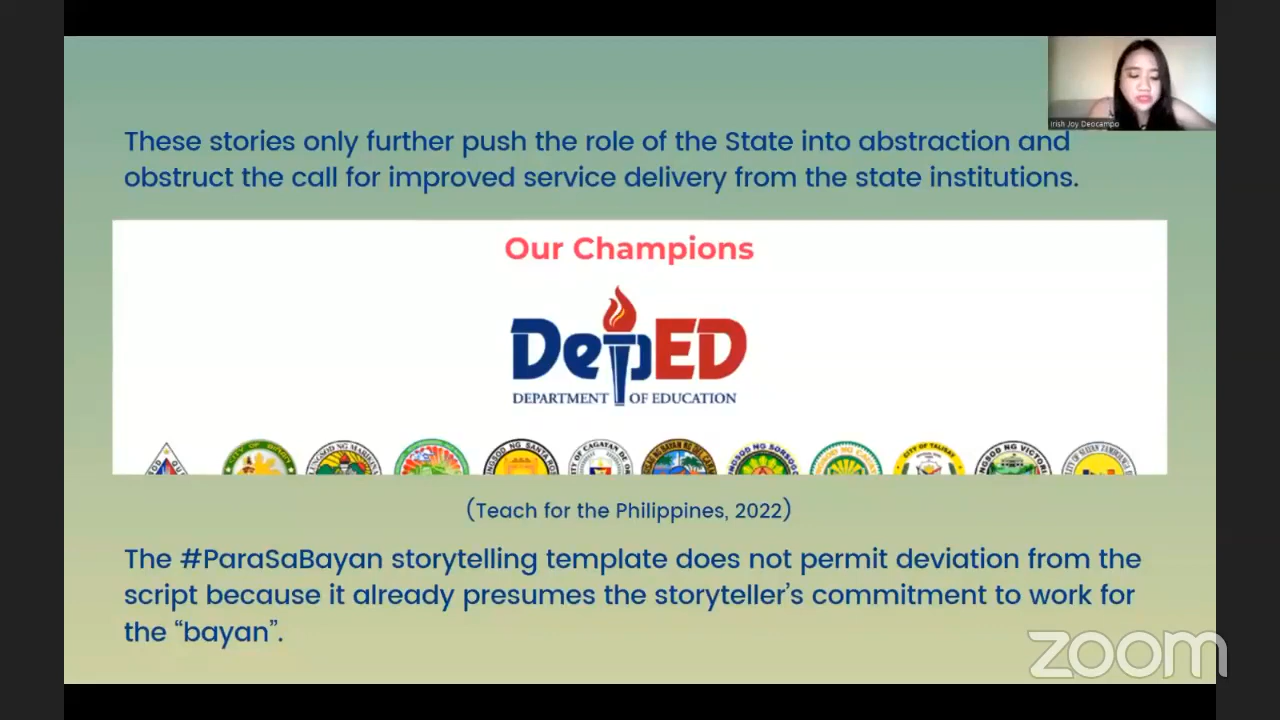 These stories only further push the role of the State into abstraction and
obstruct the call for improved service delivery from the state institutions.
Irish Joy Deocampo
Our Champions
DepED
DEPARTMENT OF EDUCATION
(Teach for the Philippines, 2022)
The #ParaSaBayan storytelling template does not permit deviation from the
script because it already presumes the storyteller's commitment to work for
the “bayan”.
zoom